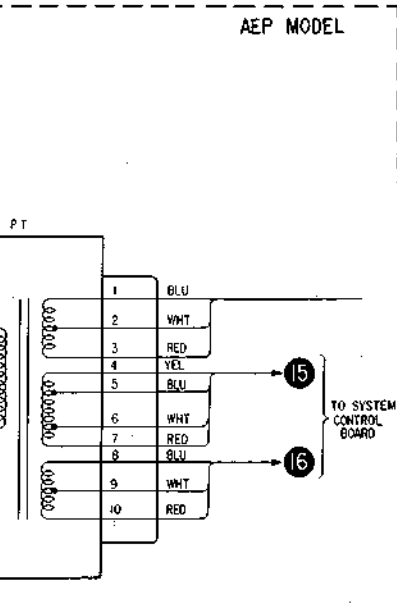 AEP MODEL
PT
1 BLU
2 WHT
3 RED
4 YEL
5 BLU
6 WHT
7 RED
8 BLU
9 WHT
10 RED
15
16
TO SYSTEM
CONTROL
BOARD